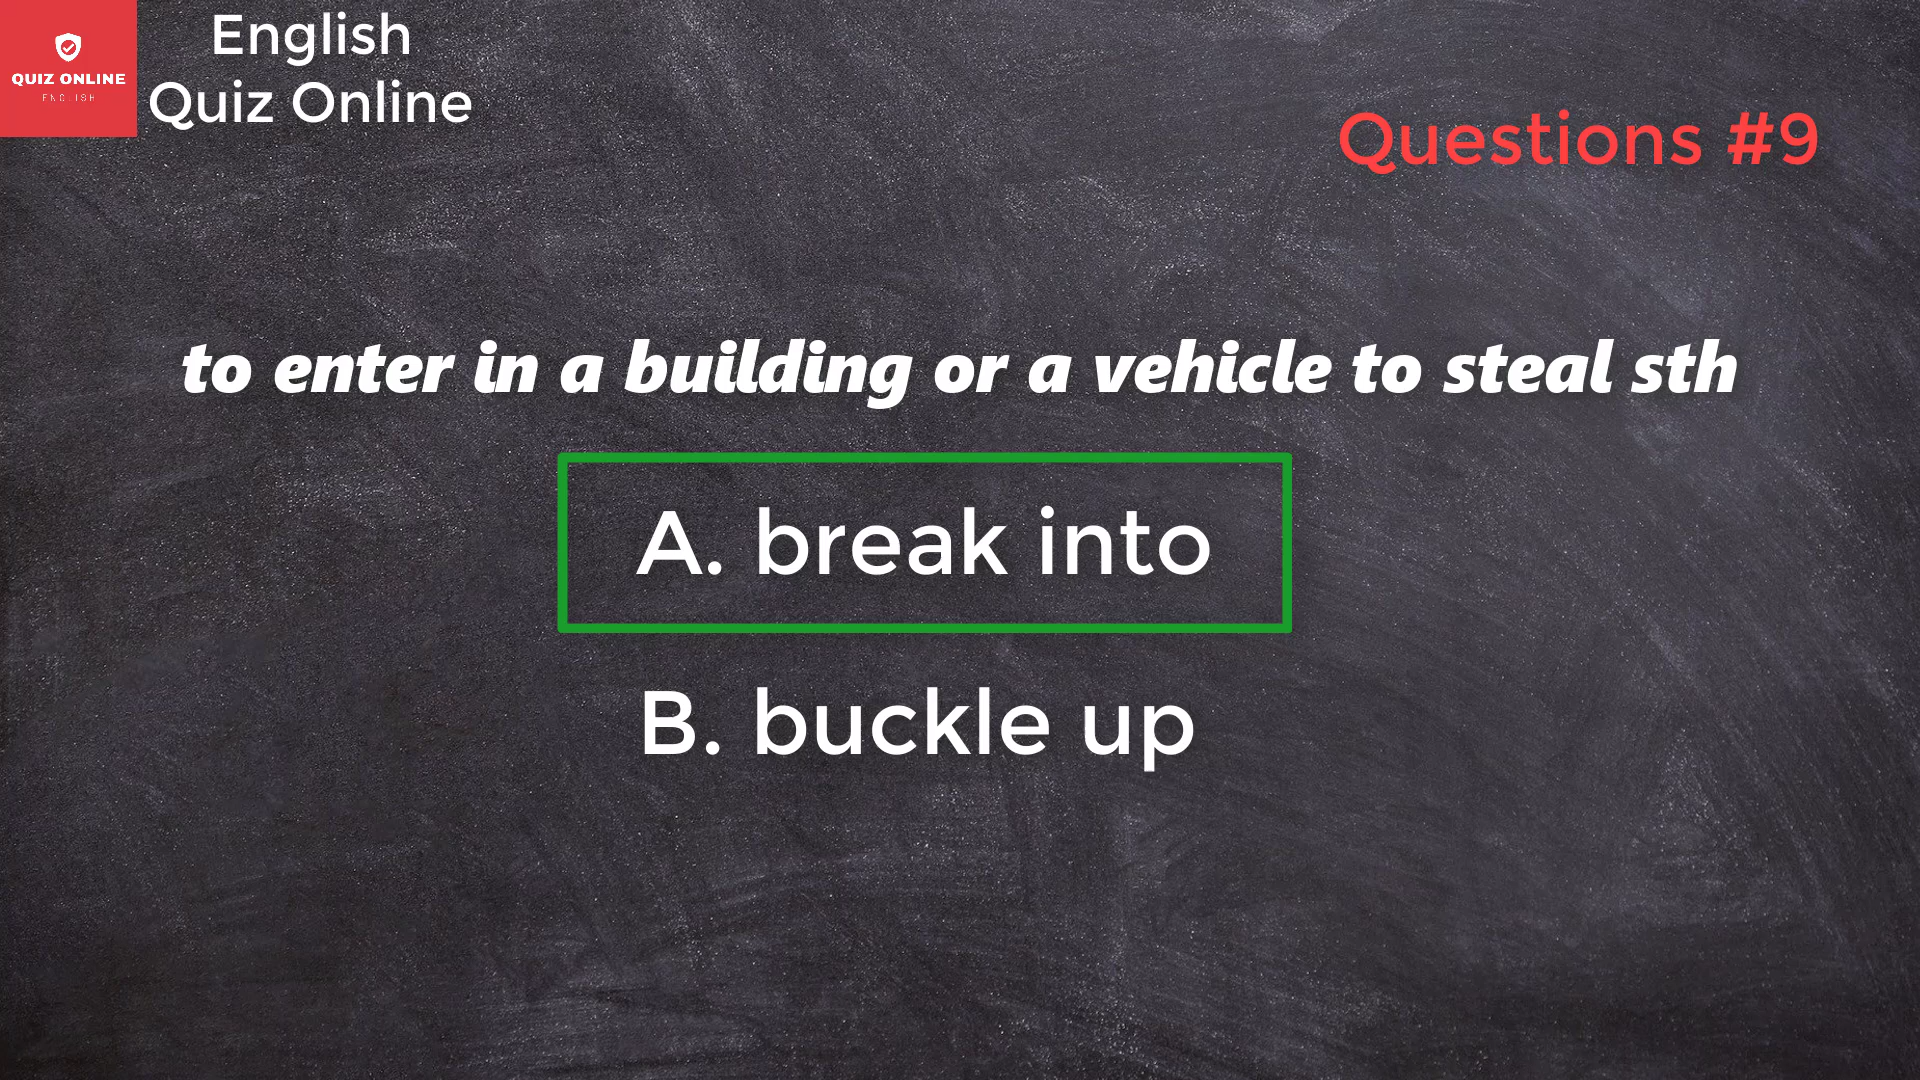 QUIZ ONLINE
ENGLISH
English
Quiz Online
Questions #9
to enter in a building or a vehicle to steal sth
A. break into
B. buckle up